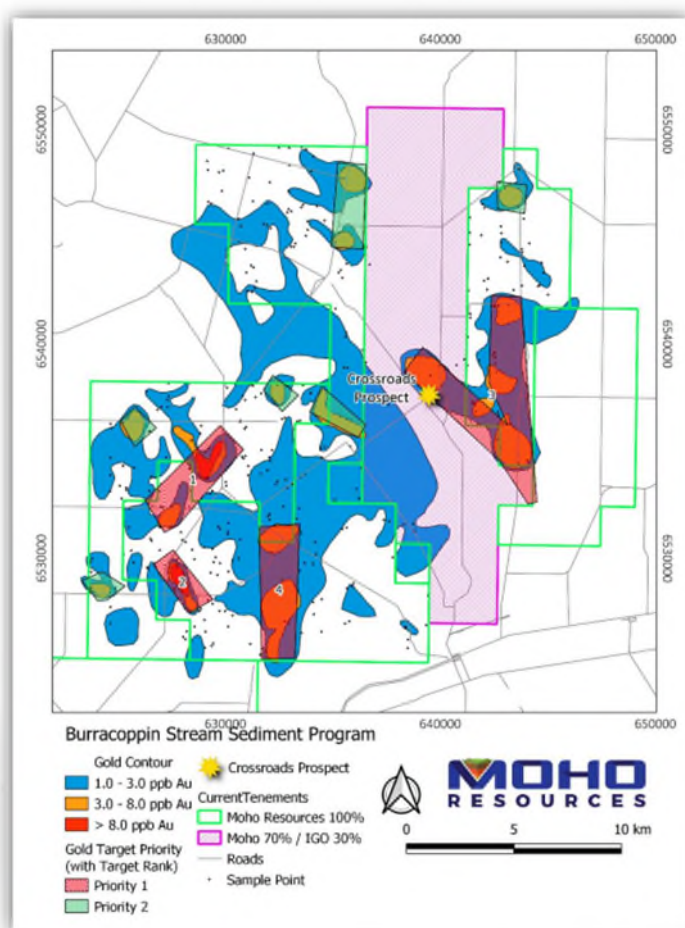 630000 640000 650000
6550000 6550000
6540000 6540000
6530000 6530000
Crossroads
Prospect
3
1
2
4
630000 640000 650000
Burracoppin Stream Sediment Program
Gold Contour
1.0 - 3.0 ppb Au
3.0 - 8.0 ppb Au
> 8.0 ppb Au
Gold Target Priority
(with Target Rank)
Priority 1
Priority 2
Crossroads Prospect
CurrentTenements
Moho Resources 100%
Moho 70% / IGO 30%
Roads
Sample Point
MOHO
RESOURCES
0 5 10 km